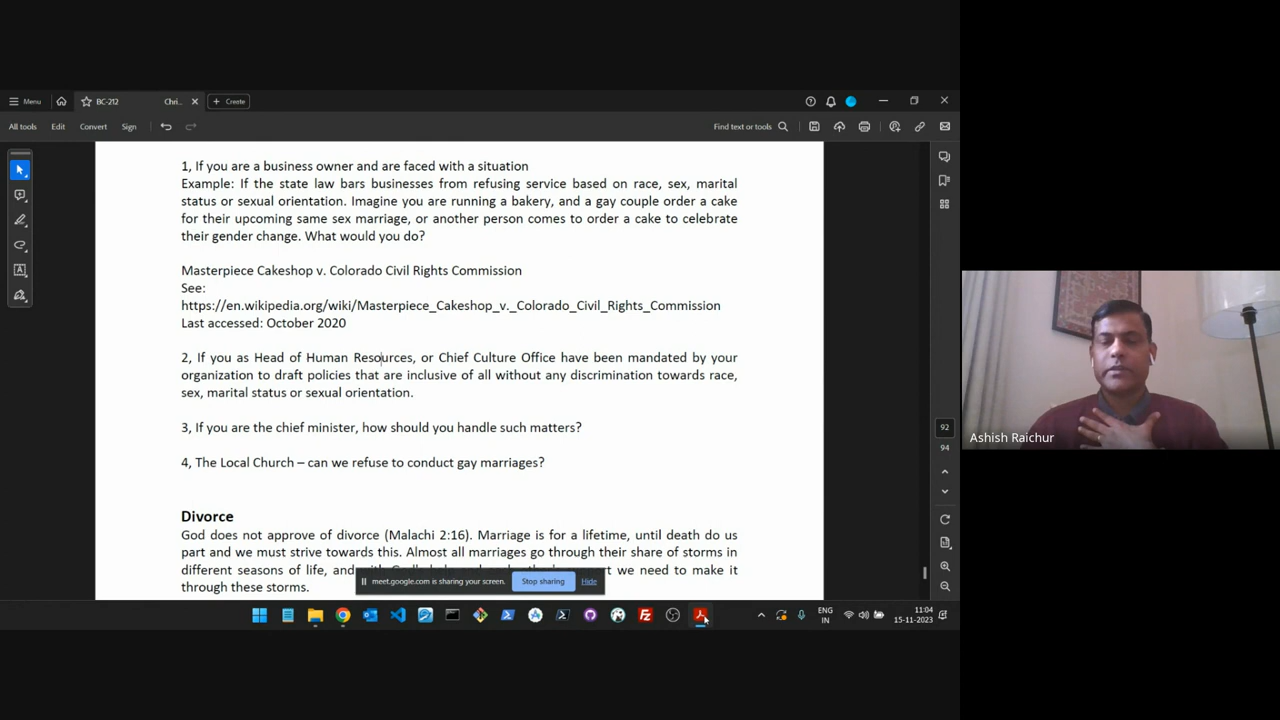 Menu
BC-212
Chri...
Create
All tools
Edit
Convert
Sign
Find text or tools
1, If you are a business owner and are faced with a situation
Example: If the state law bars businesses from refusing service based on race, sex, marital
status or sexual orientation. Imagine you are running a bakery, and a gay couple order a cake
for their upcoming same sex marriage, or another person comes to order a cake to celebrate
their gender change. What would you do?
Masterpiece Cakeshop v. Colorado Civil Rights Commission
See:
https://en.wikipedia.org/wiki/Masterpiece_Cakeshop_v._Colorado_Civil_Rights_Commission
Last accessed: October 2020
2, If you as Head of Human Resources, or Chief Culture Office have been mandated by your
organization to draft policies that are inclusive of all without any discrimination towards race,
sex, marital status or sexual orientation.
3, If you are the chief minister, how should you handle such matters?
4, The Local Church – can we refuse to conduct gay marriages?
Divorce
God does not approve of divorce (Malachi 2:16). Marriage is for a lifetime, until death do us
part and we must strive towards this. Almost all marriages go through their share of storms in
different seasons of life, and we need to make it
through these storms.
92
94
meet.google.com is sharing your screen.
Stop sharing
Hide
ENG
IN
11:04
15-11-2023
Ashish Raichur